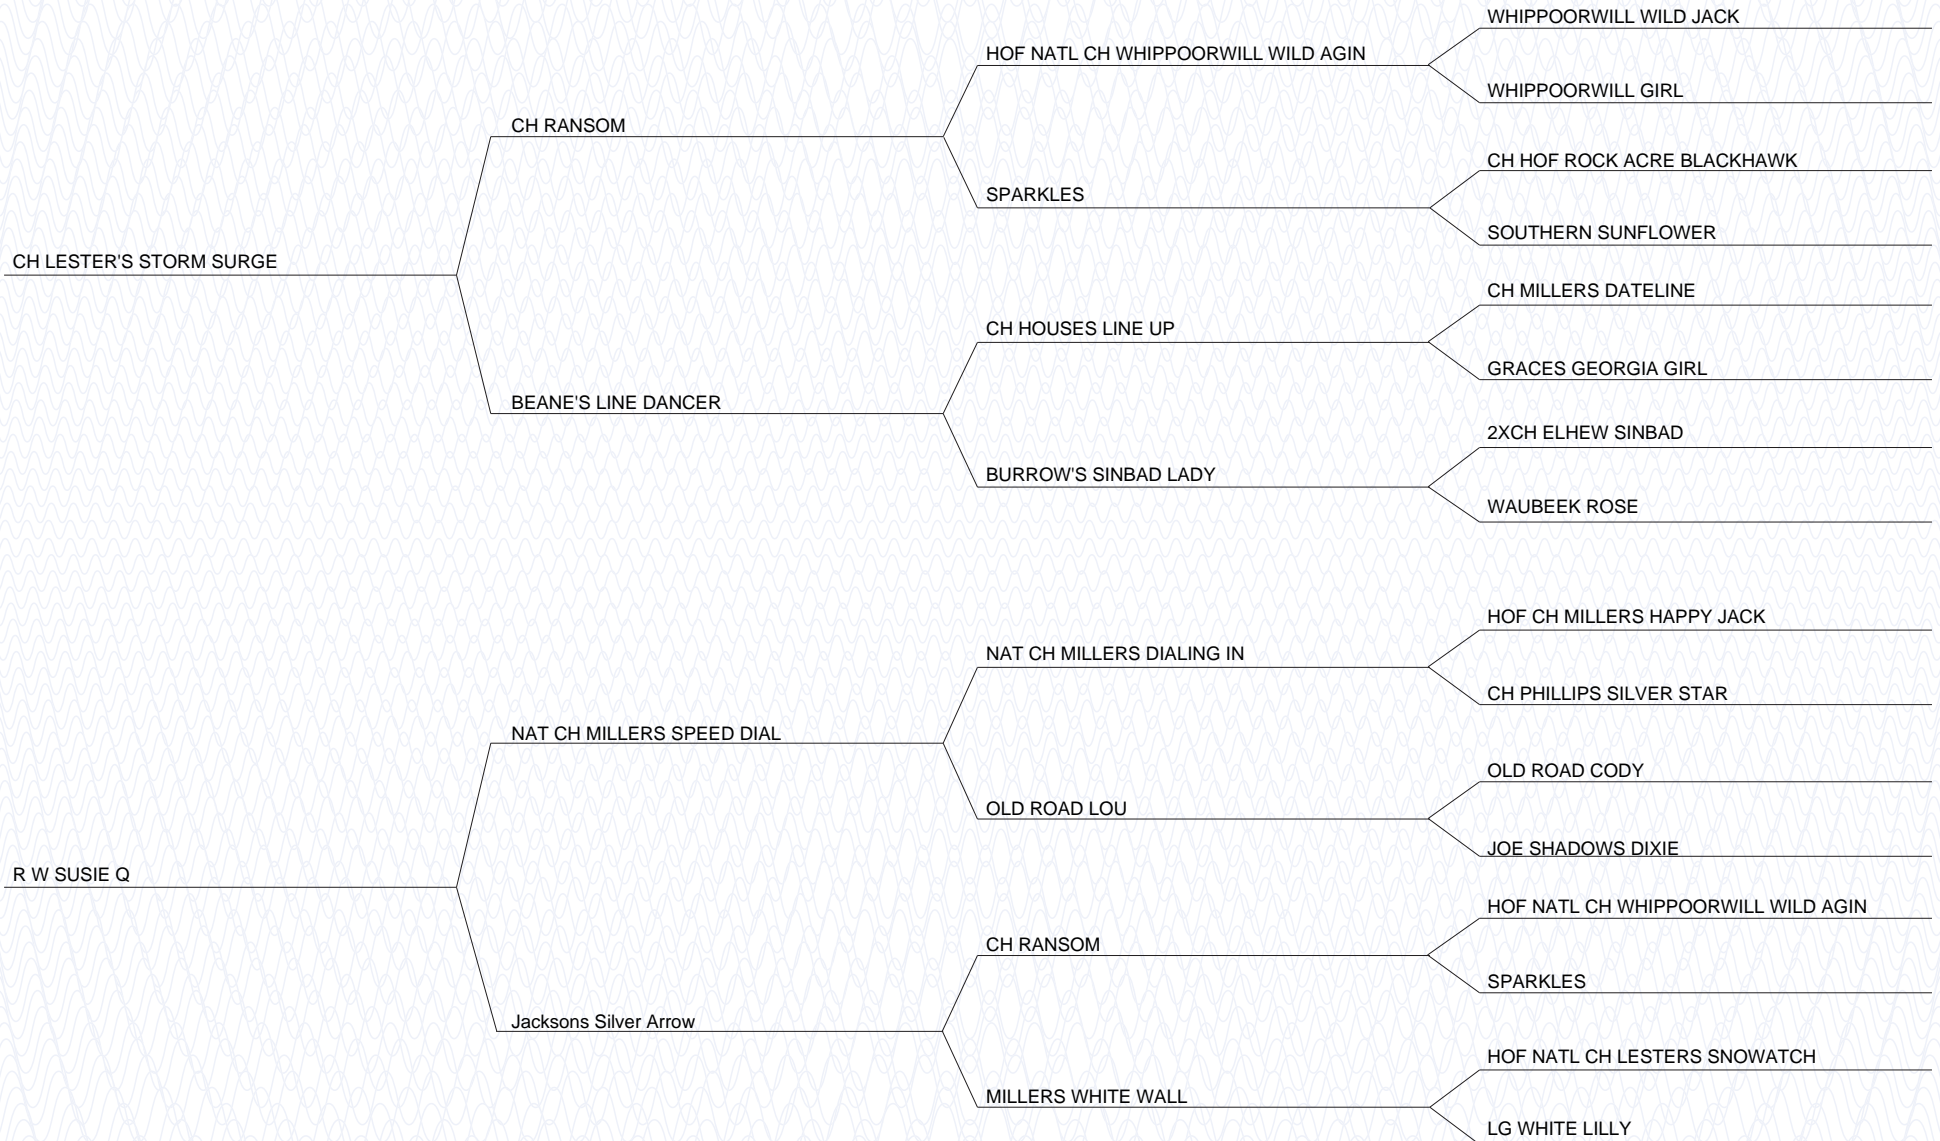 WHIPPOORWILL WILD JACK
HOF NATL CH WHIPPOORWILL WILD AGIN
WHIPPOORWILL GIRL
CH RANSOM
CH HOF ROCK ACRE BLACKHAWK
SPARKLES
SOUTHERN SUNFLOWER
CH LESTER'S STORM SURGE
CH MILLERS DATELINE
CH HOUSES LINE UP
GRACES GEORGIA GIRL
BEANE'S LINE DANCER
2XCH ELHEW SINBAD
BURROW'S SINBAD LADY
WAUBEEK ROSE
HOF CH MILLERS HAPPY JACK
NAT CH MILLERS DIALING IN
CH PHILLIPS SILVER STAR
NAT CH MILLERS SPEED DIAL
OLD ROAD CODY
OLD ROAD LOU
JOE SHADOWS DIXIE
R W SUSIE Q
HOF NATL CH WHIPPOORWILL WILD AGIN
CH RANSOM
SPARKLES
Jacksons Silver Arrow
HOF NATL CH LESTERS SNOWATCH
MILLERS WHITE WALL
LG WHITE LILLY